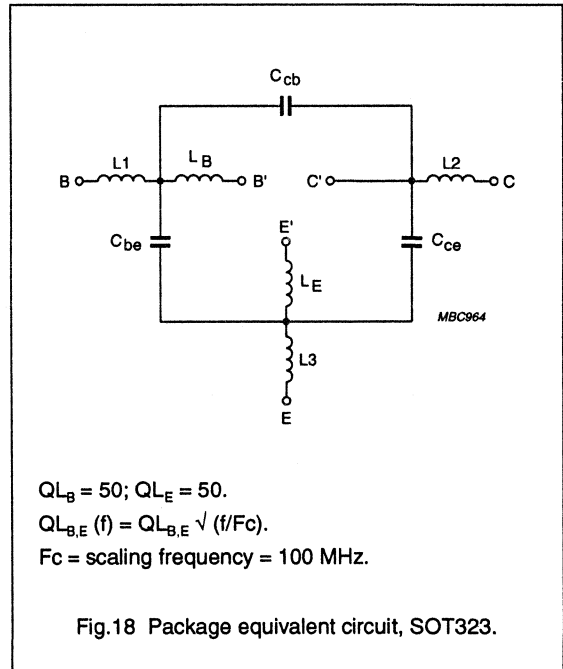 C_cb
L1
L_B
L2
B
B'
C'
C
C_be
E'
C_ce
L_E
MBC964
L3
E
QL_B = 50; QL_E = 50.
QL_B,E (f) = QL_B,E √ (f/Fc).
Fc = scaling frequency = 100 MHz.
Fig.18 Package equivalent circuit, SOT323.